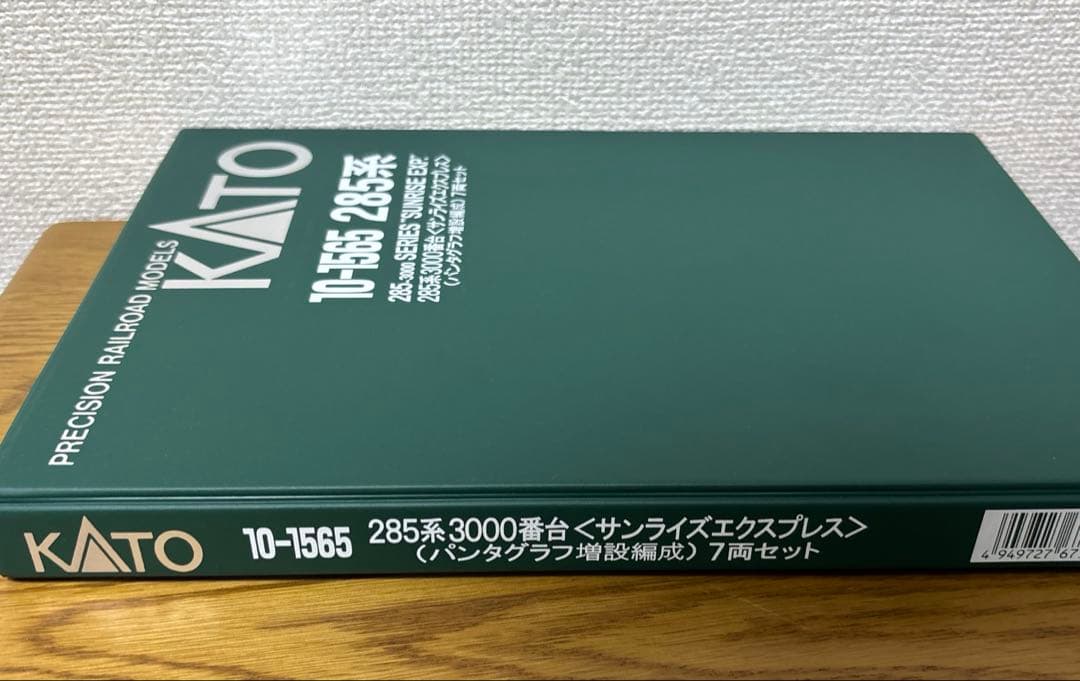 PRECISION RAILROAD MODELS
KATO
10-1565 285系
285-3000 SERIES "SUNRISE EXP."
285系3000番台<サンライズエクスプレス>
(パンタグラフ増設編成) 7両セット
KATO
10-1565
285系3000番台<サンライズエクスプレス>
(パンタグラフ増設編成) 7両セット
4 949727 67